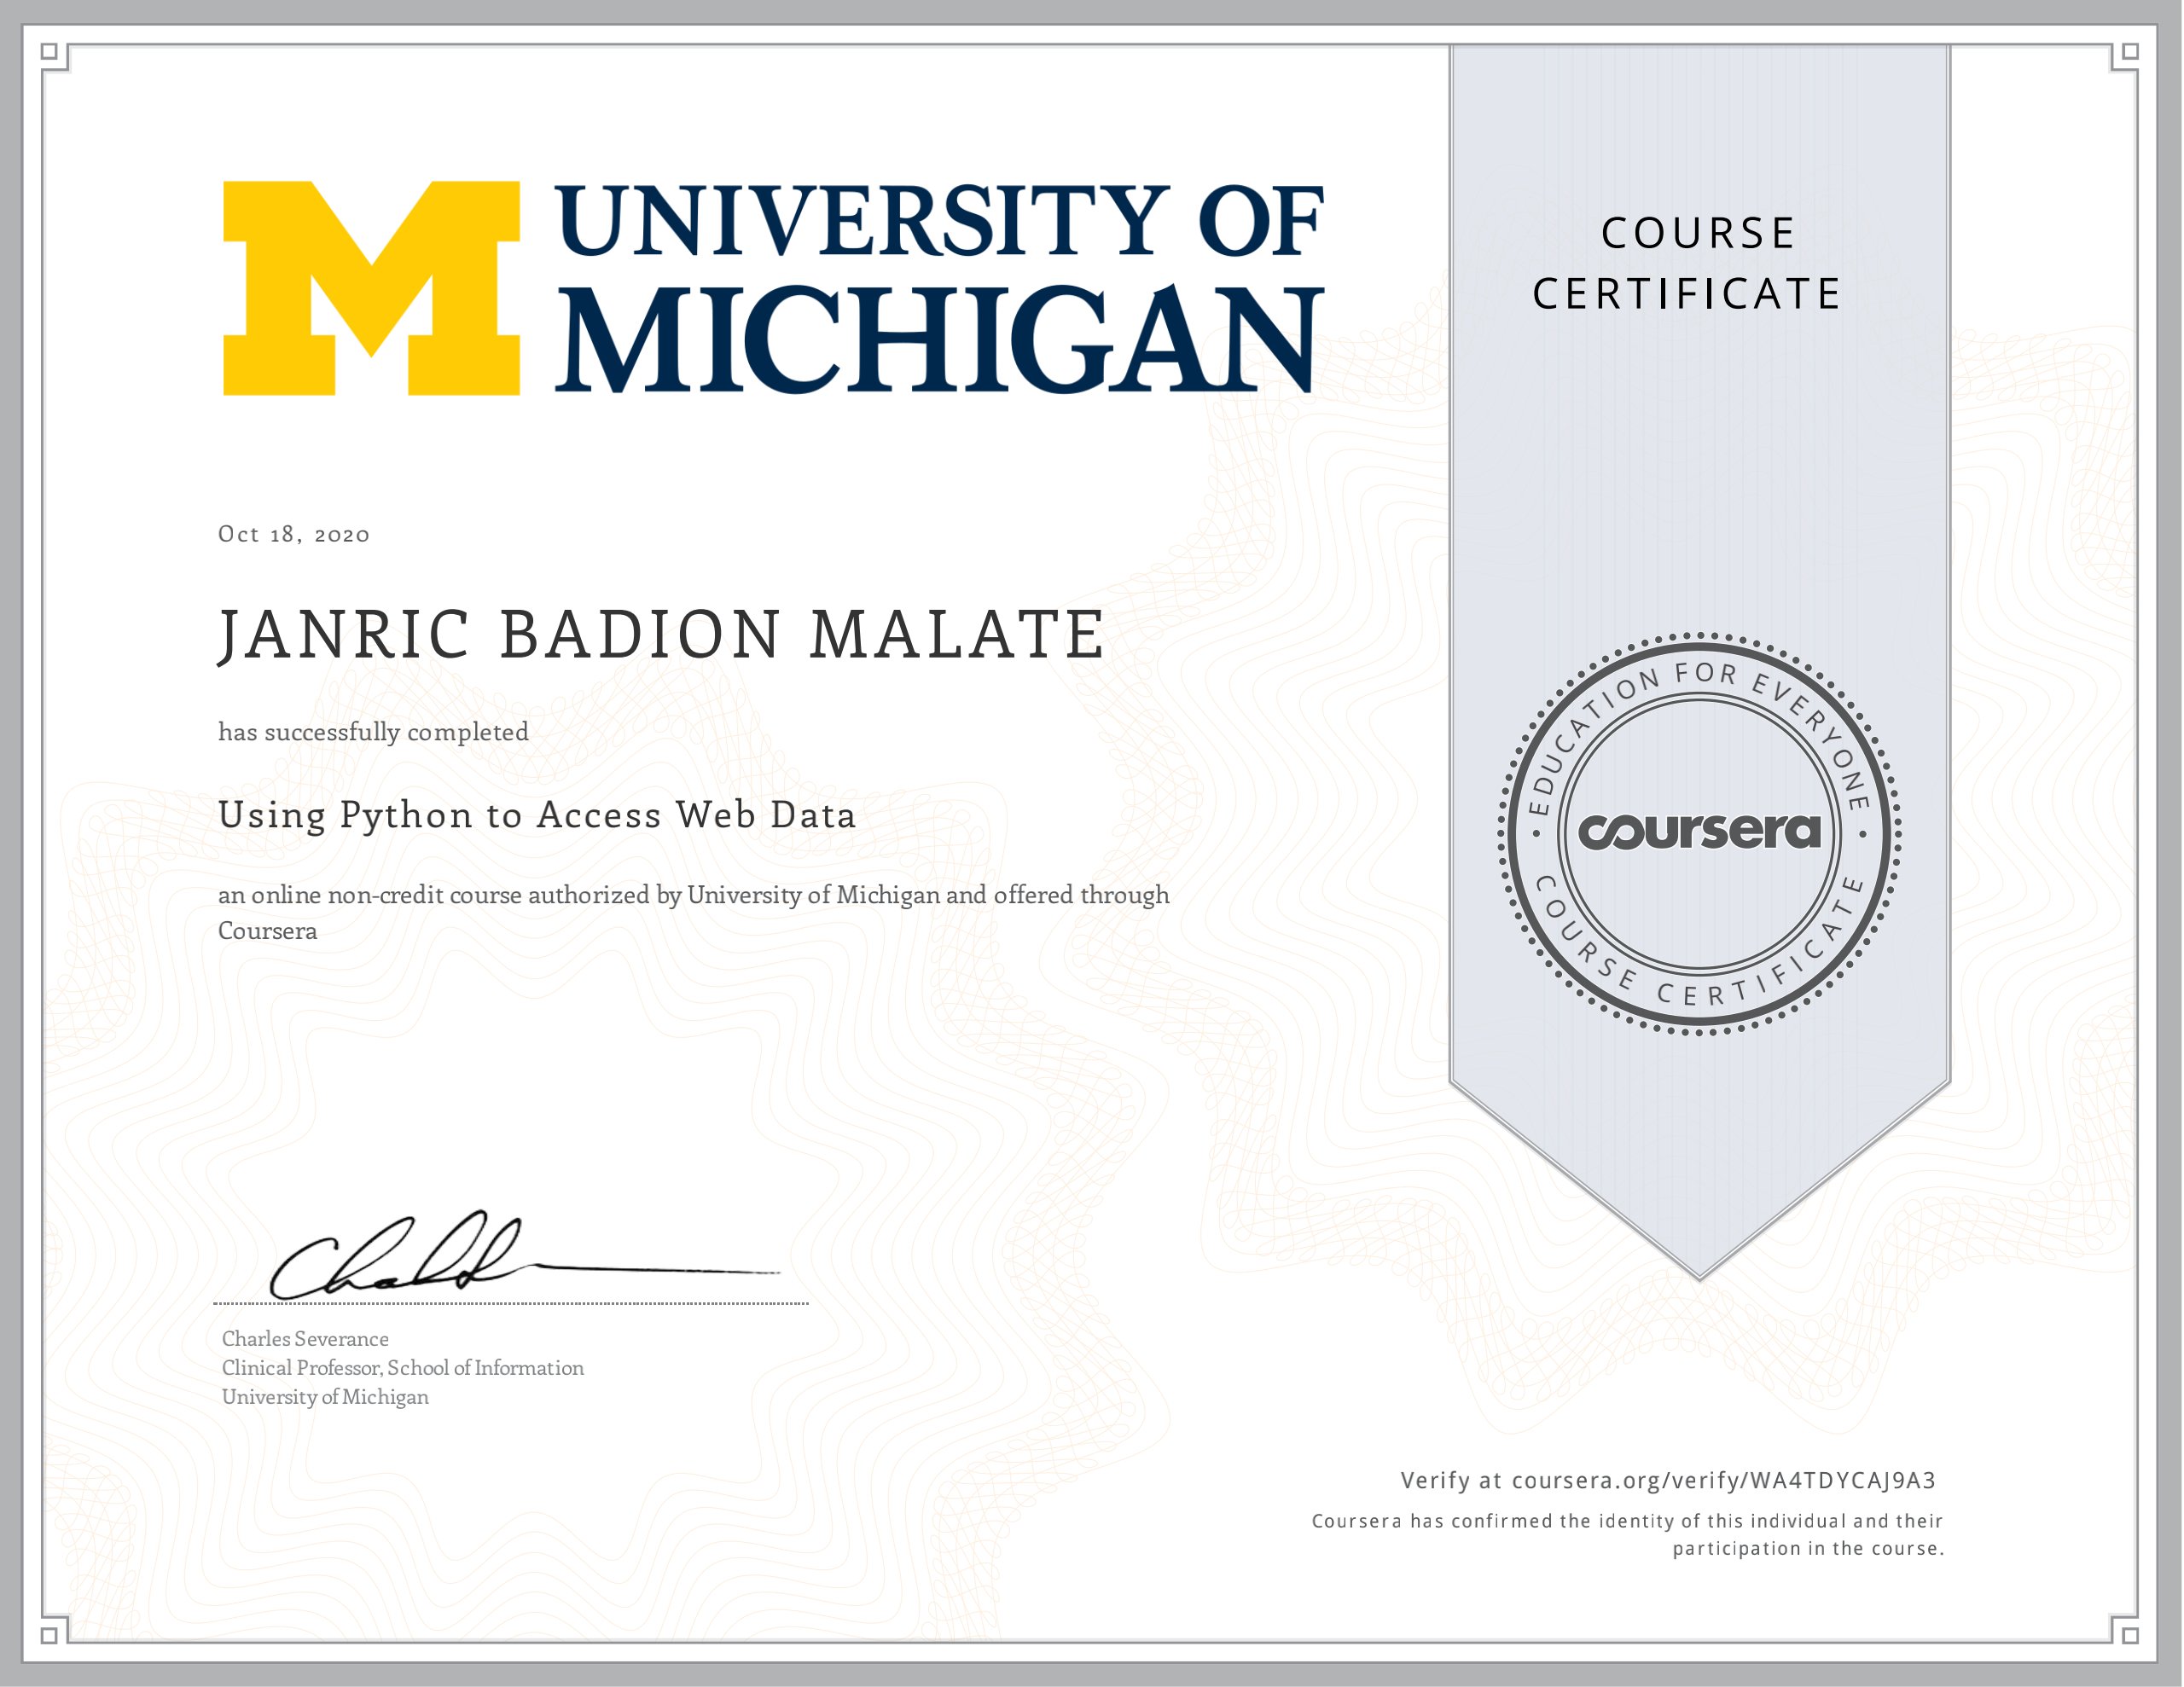 UNIVERSITY OF
MICHIGAN
COURSE
CERTIFICATE
Oct 18, 2020
JANRIC BADION MALATE
has successfully completed
Using Python to Access Web Data
an online non-credit course authorized by University of Michigan and offered through
Coursera
EDUCATION FOR EVERYONE
coursera
COURSE CERTIFICATE
Charles Severance
Clinical Professor, School of Information
University of Michigan
Verify at coursera.org/verify/WA4TDYCAJ9A3
Coursera has confirmed the identity of this individual and their
participation in the course.